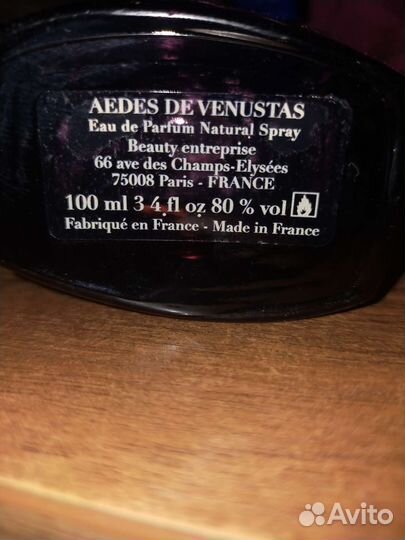 AEDES DE VENUSTAS
Eau de Parfum Natural Spray
Beauty entreprise
66 ave des Champs-Elysées
75008 Paris - FRANCE
100 ml 3 4 fl oz 80 % vol
Fabriqué en France - Made in France
Avito